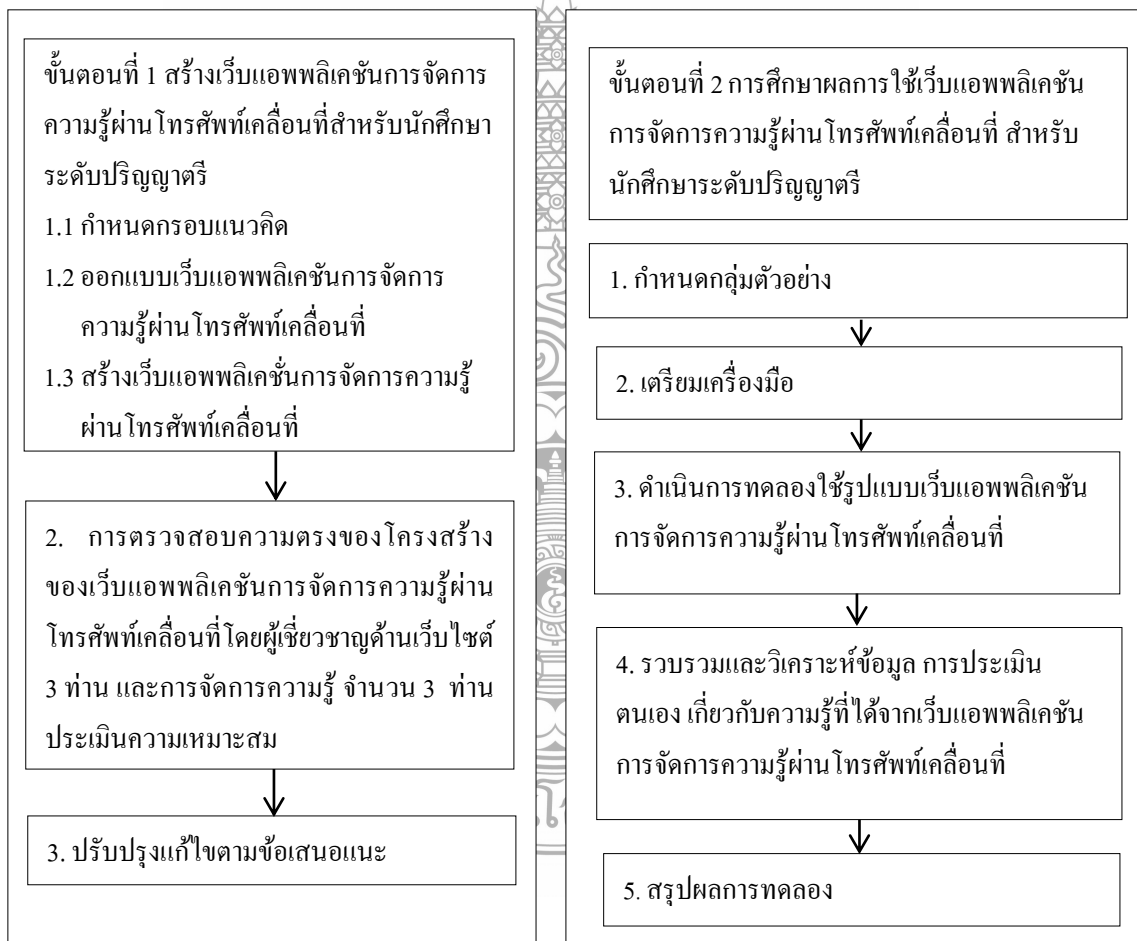 ขั้นตอนที่ 1 สร้างเว็บแอพพลิเคชันการจัดการ
ความรู้ผ่านโทรศัพท์เคลื่อนที่สำหรับนักศึกษา
ระดับปริญญาตรี
1.1 กำหนดกรอบแนวคิด
1.2 ออกแบบเว็บแอพพลิเคชันการจัดการ
ความรู้ผ่านโทรศัพท์เคลื่อนที่
1.3 สร้างเว็บแอพพลิเคชั่นการจัดการความรู้
ผ่านโทรศัพท์เคลื่อนที่
2. การตรวจสอบความตรงของโครงสร้าง
ของเว็บแอพพลิเคชันการจัดการความรู้ผ่าน
โทรศัพท์เคลื่อนที่โดยผู้เชี่ยวชาญด้านเว็บไซต์
3 ท่าน และการจัดการความรู้ จำนวน 3 ท่าน
ประเมินความเหมาะสม
3. ปรับปรุงแก้ไขตามข้อเสนอแนะ
ขั้นตอนที่ 2 การศึกษาผลการใช้เว็บแอพพลิเคชัน
การจัดการความรู้ผ่านโทรศัพท์เคลื่อนที่ สำหรับ
นักศึกษาระดับปริญญาตรี
1. กำหนดกลุ่มตัวอย่าง
2. เตรียมเครื่องมือ
3. ดำเนินการทดลองใช้รูปแบบเว็บแอพพลิเคชัน
การจัดการความรู้ผ่านโทรศัพท์เคลื่อนที่
4. รวบรวมและวิเคราะห์ข้อมูล การประเมิน
ตนเอง เกี่ยวกับความรู้ที่ได้จากเว็บแอพพลิเคชัน
การจัดการความรู้ผ่านโทรศัพท์เคลื่อนที่
5. สรุปผลการทดลอง